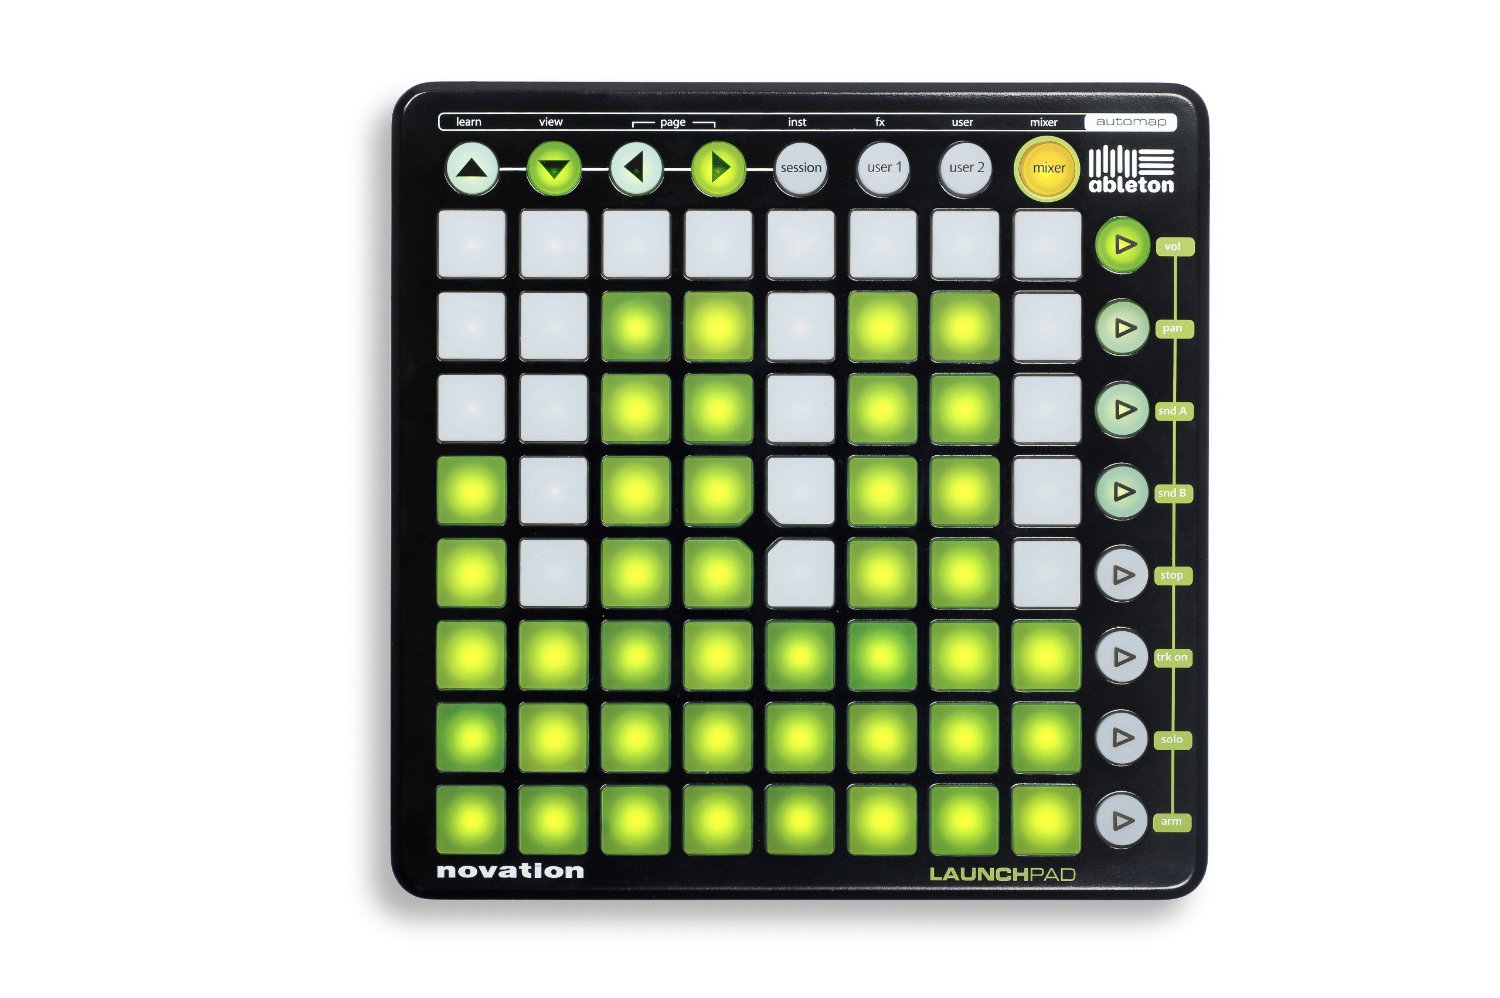 learn view page inst fx user mixer automap
session user 1 user 2 mixer
ableton
vol
pan
snd A
snd B
stop
trk on
solo
arm
novation LAUNCHPAD